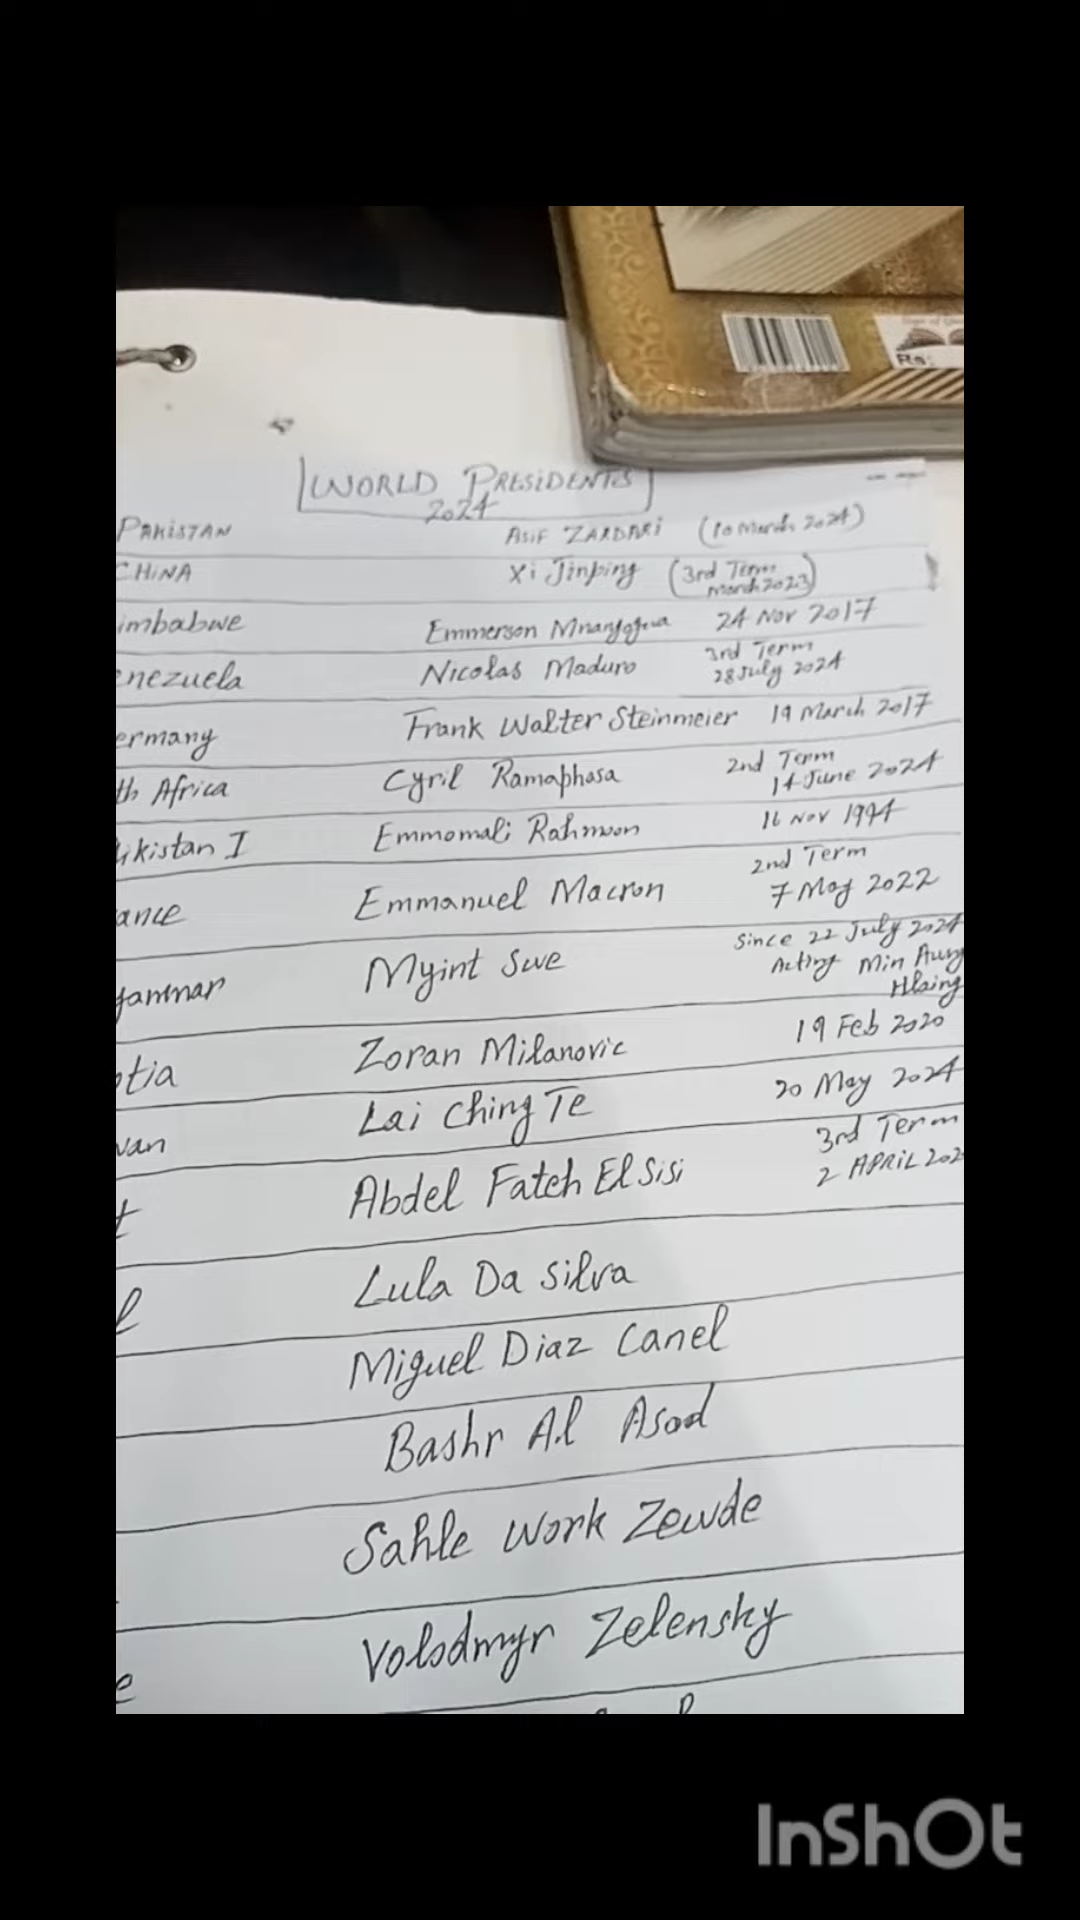 Rs:
WORLD PRESIDENTS
2024
PAKISTAN ASIF ZARDARI (10 March 2024)
CHINA Xi Jinping (3rd Term March 2023)
imbabwe Emmerson Mnangagwa 24 Nov 2017
enezuela Nicolas Maduro 3rd Term 28 July 2024
ermany Frank Walter Steinmeier 19 March 2017
th Africa Cyril Ramaphosa 2nd Term 14 June 2024
jikistan I Emmomali Rahmon 16 Nov 1994
ance Emmanuel Macron 2nd Term 7 May 2022
yanmar Myint Swe Since 22 July 2024 Acting Min Aung Hlaing
otia Zoran Milanovic 19 Feb 2020
wan Lai Ching Te 20 May 2024
t Abdel Fateh El Sisi 3rd Term 2 APRIL 202
l Lula Da Silva
Miguel Diaz Canel
Bashr Al Asad
Sahle Work Zewde
e Volodmyr Zelensky
InShOt